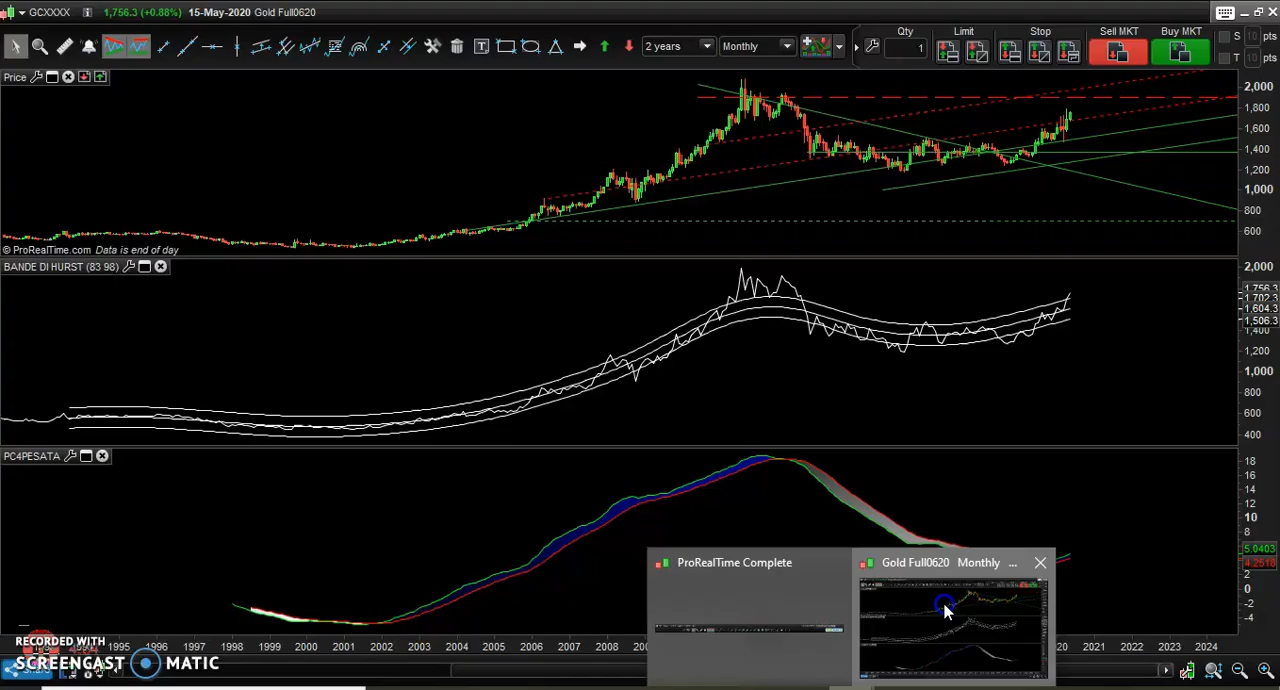 GCXXXX 1,756.3 (+0.88%) 15-May-2020 Gold Full0620
2 years Monthly Qty 1 Limit Stop Sell MKT Buy MKT S 10 pts
T 10 pts
Price
2,000
1,800
1,600
1,400
1,200
1,000
800
600
© ProRealTime.com Data is end of day
BANDE DI HURST (83 98)
2,000
1,756.3
1,702.3
1,604.3
1,506.3
1,400
1,200
1,000
800
600
400
PC4PESATA
18
16
14
12
10
8
5.0403
4.2518
2
0
-2
-4
ProRealTime Complete
Gold Full0620 Monthly ...
1995 1996 1997 1998 1999 2000 2001 2002 2003 2004 2005 2006 2007 2021 2022 2023 2024
RECORDED WITH
SCREENCAST MATIC